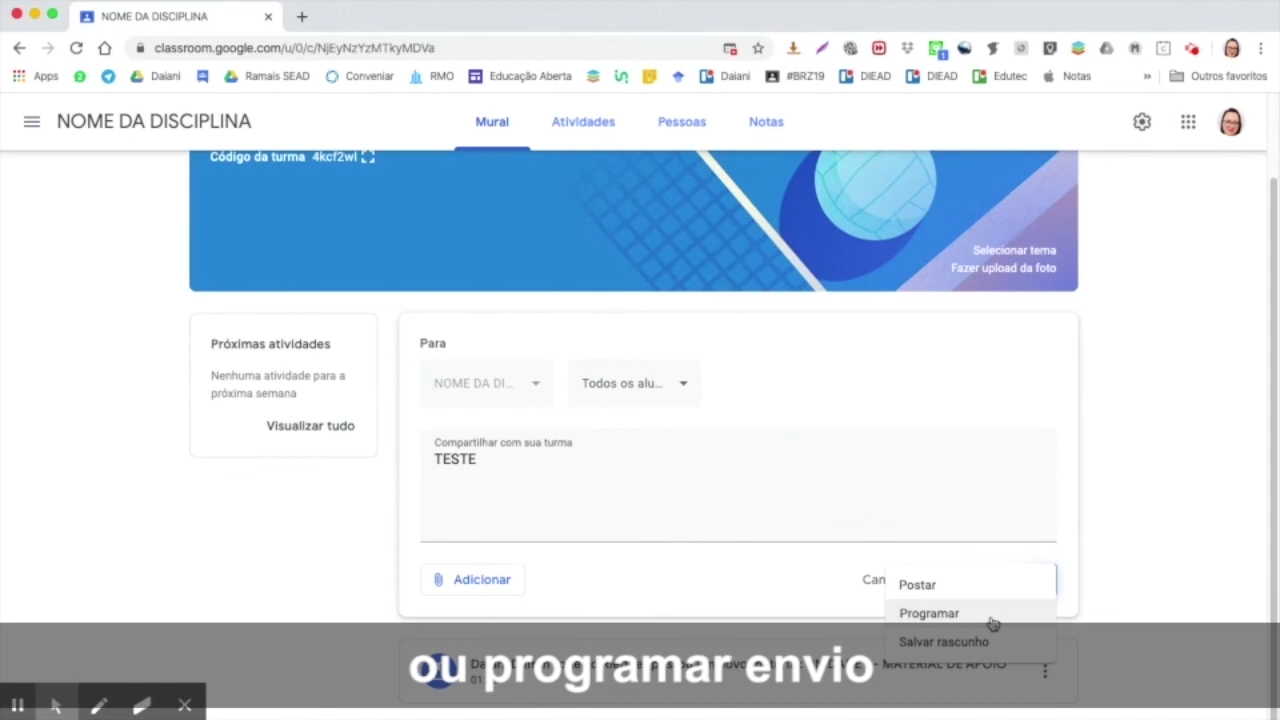 NOME DA DISCIPLINA
classroom.google.com/u/0/c/NjEyNzYzMTkyMDVa
Apps Daiani Ramais SEAD Conveniar RMO Educação Aberta Daiani #BRZ19 DIEAD DIEAD Edutec Notas » Outros favoritos
NOME DA DISCIPLINA Mural Atividades Pessoas Notas
Código da turma 4kcf2wl
Selecionar tema
Fazer upload da foto
Próximas atividades
Nenhuma atividade para a
próxima semana
Visualizar tudo
Para
NOME DA DI... Todos os alu...
Compartilhar com sua turma
TESTE
Adicionar
Can
Postar
Programar
Salvar rascunho
- MATERIAL DE APOIO
ou programar envio